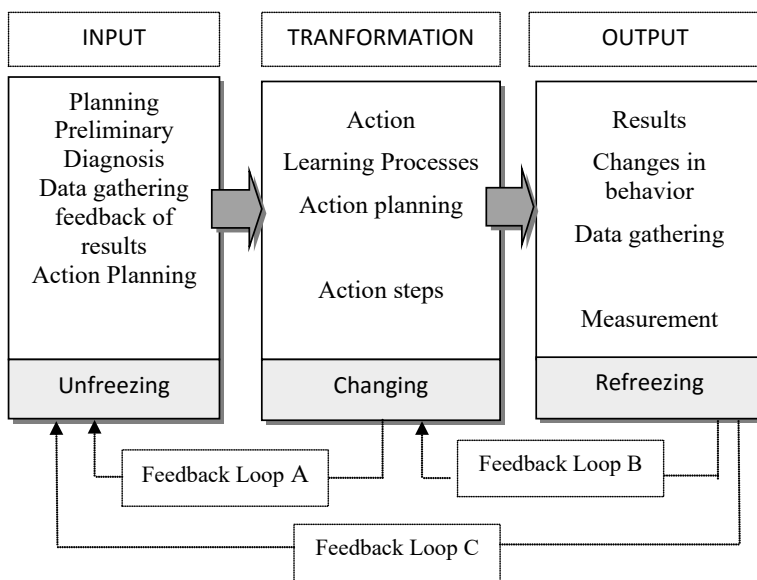 INPUT
TRANFORMATION
OUTPUT
Planning
Preliminary
Diagnosis
Data gathering
feedback of
results
Action Planning
Unfreezing
Action
Learning Processes
Action planning
Action steps
Changing
Results
Changes in
behavior
Data gathering
Measurement
Refreezing
Feedback Loop A
Feedback Loop B
Feedback Loop C